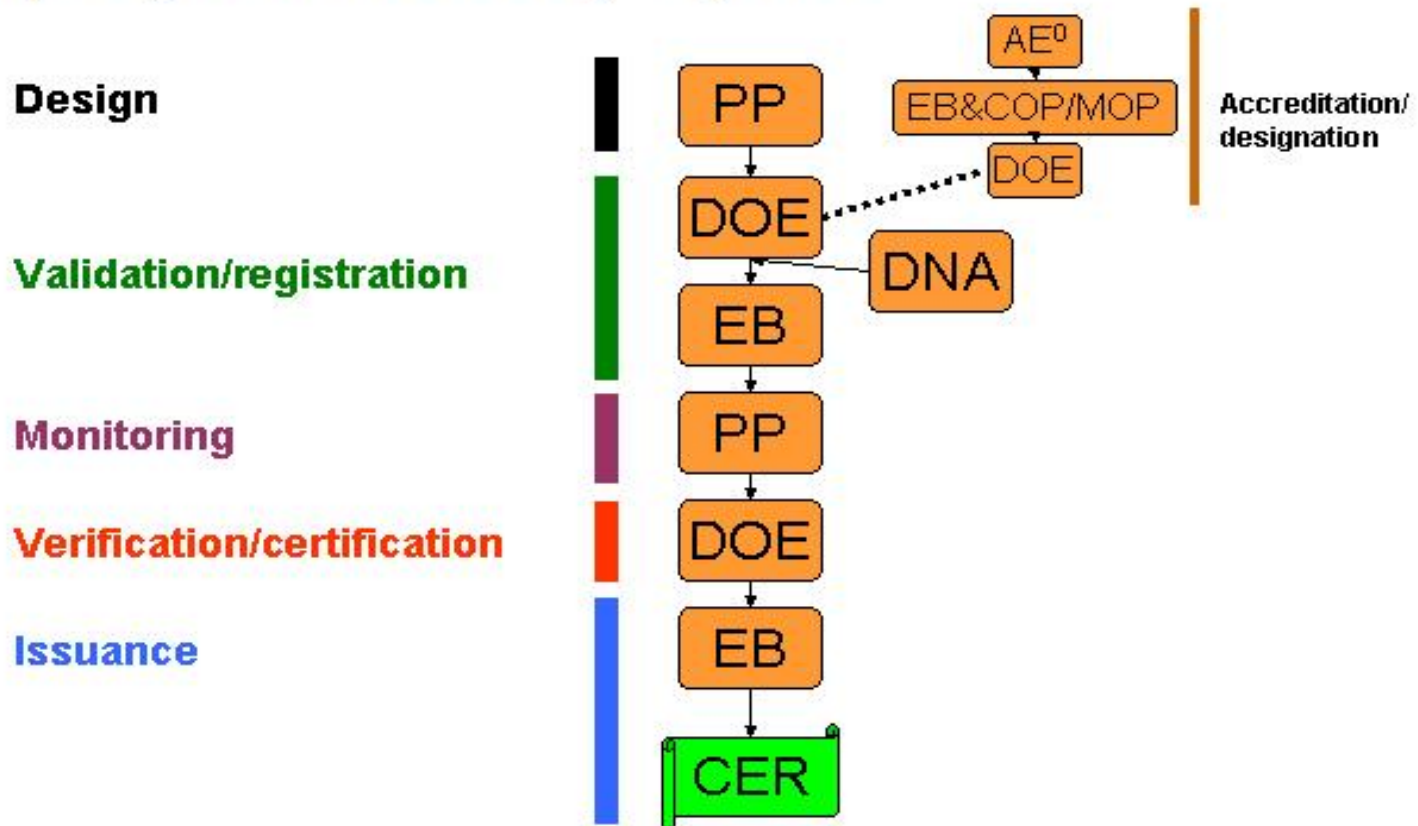 AE⁰
Design
PP
EB&COP/MOP
Accreditation/
designation
DOE
DOE
Validation/registration
DNA
EB
Monitoring
PP
Verification/certification
DOE
Issuance
EB
CER